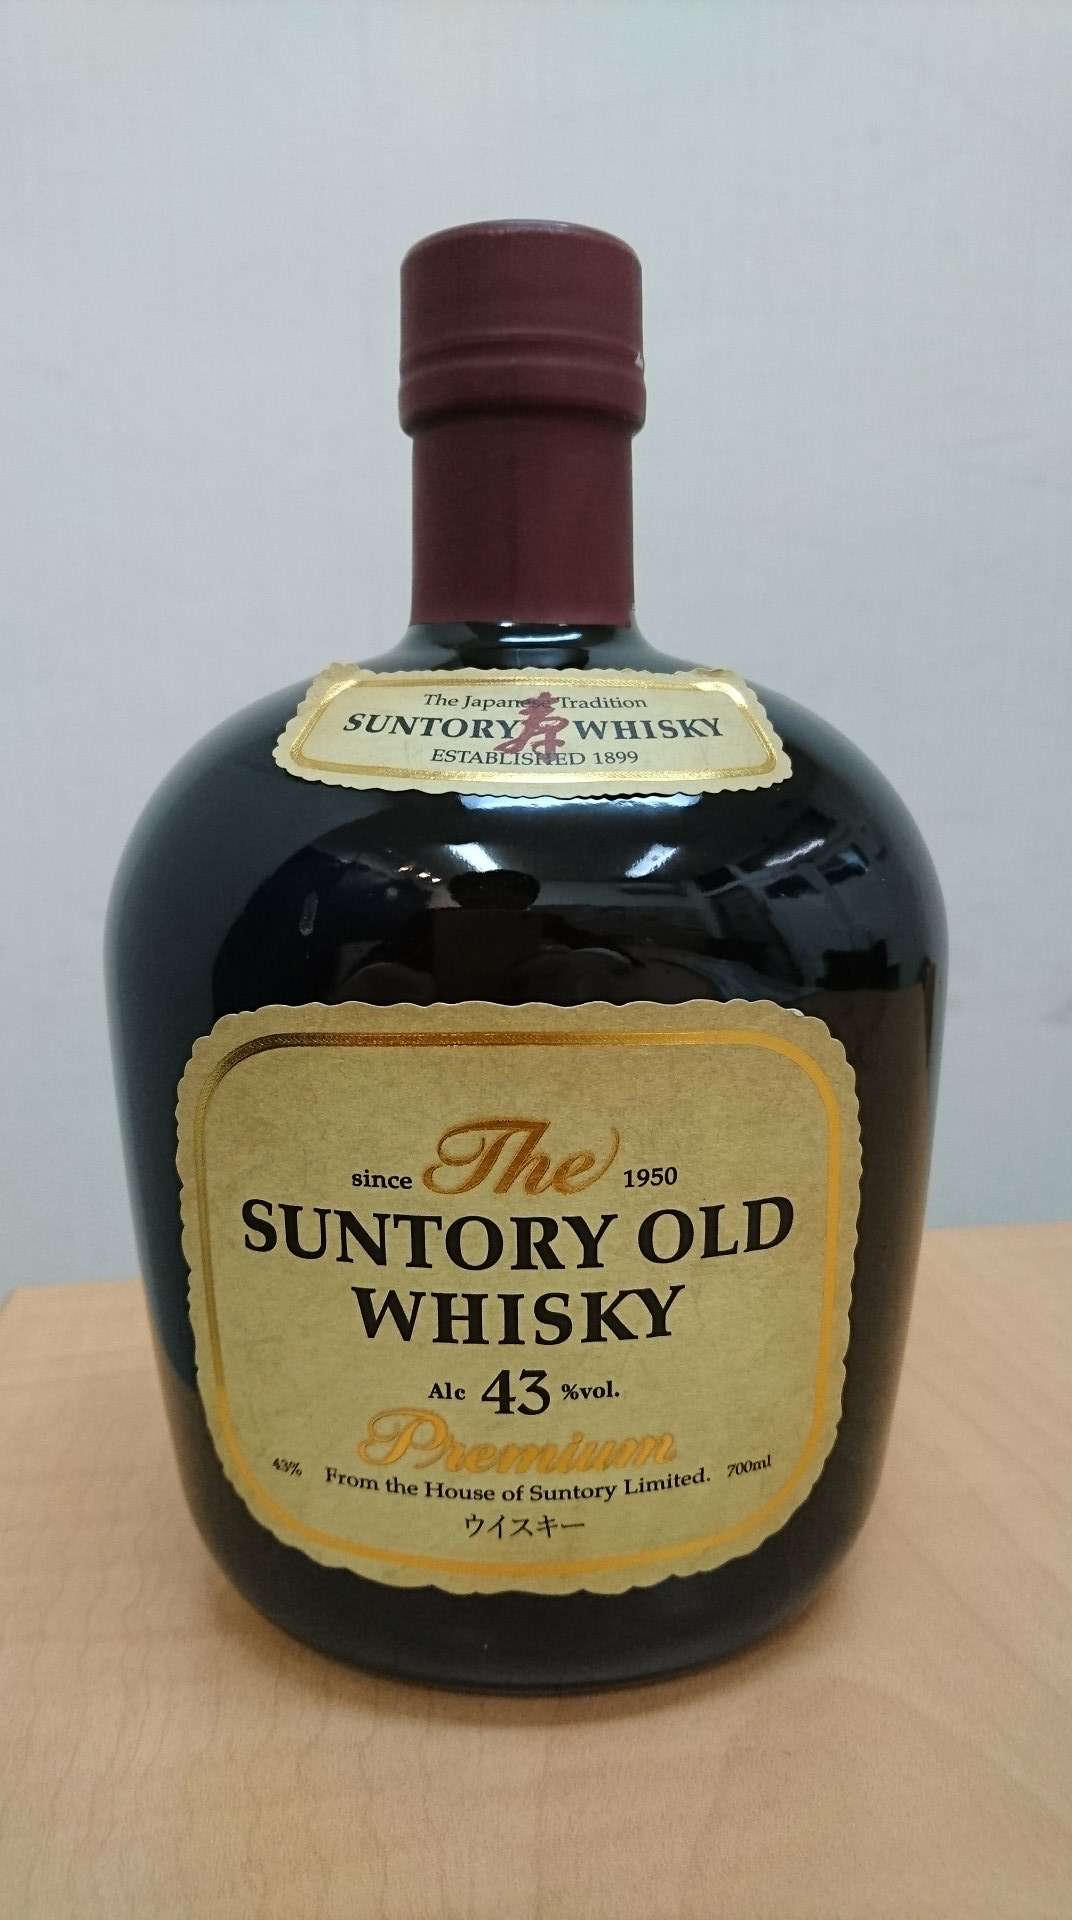 The Japanese Tradition
SUNTORY 寿 WHISKY
ESTABLISHED 1899
since The 1950
SUNTORY OLD
WHISKY
Alc 43 %vol.
Premium
43% From the House of Suntory Limited. 700ml
ウイスキー